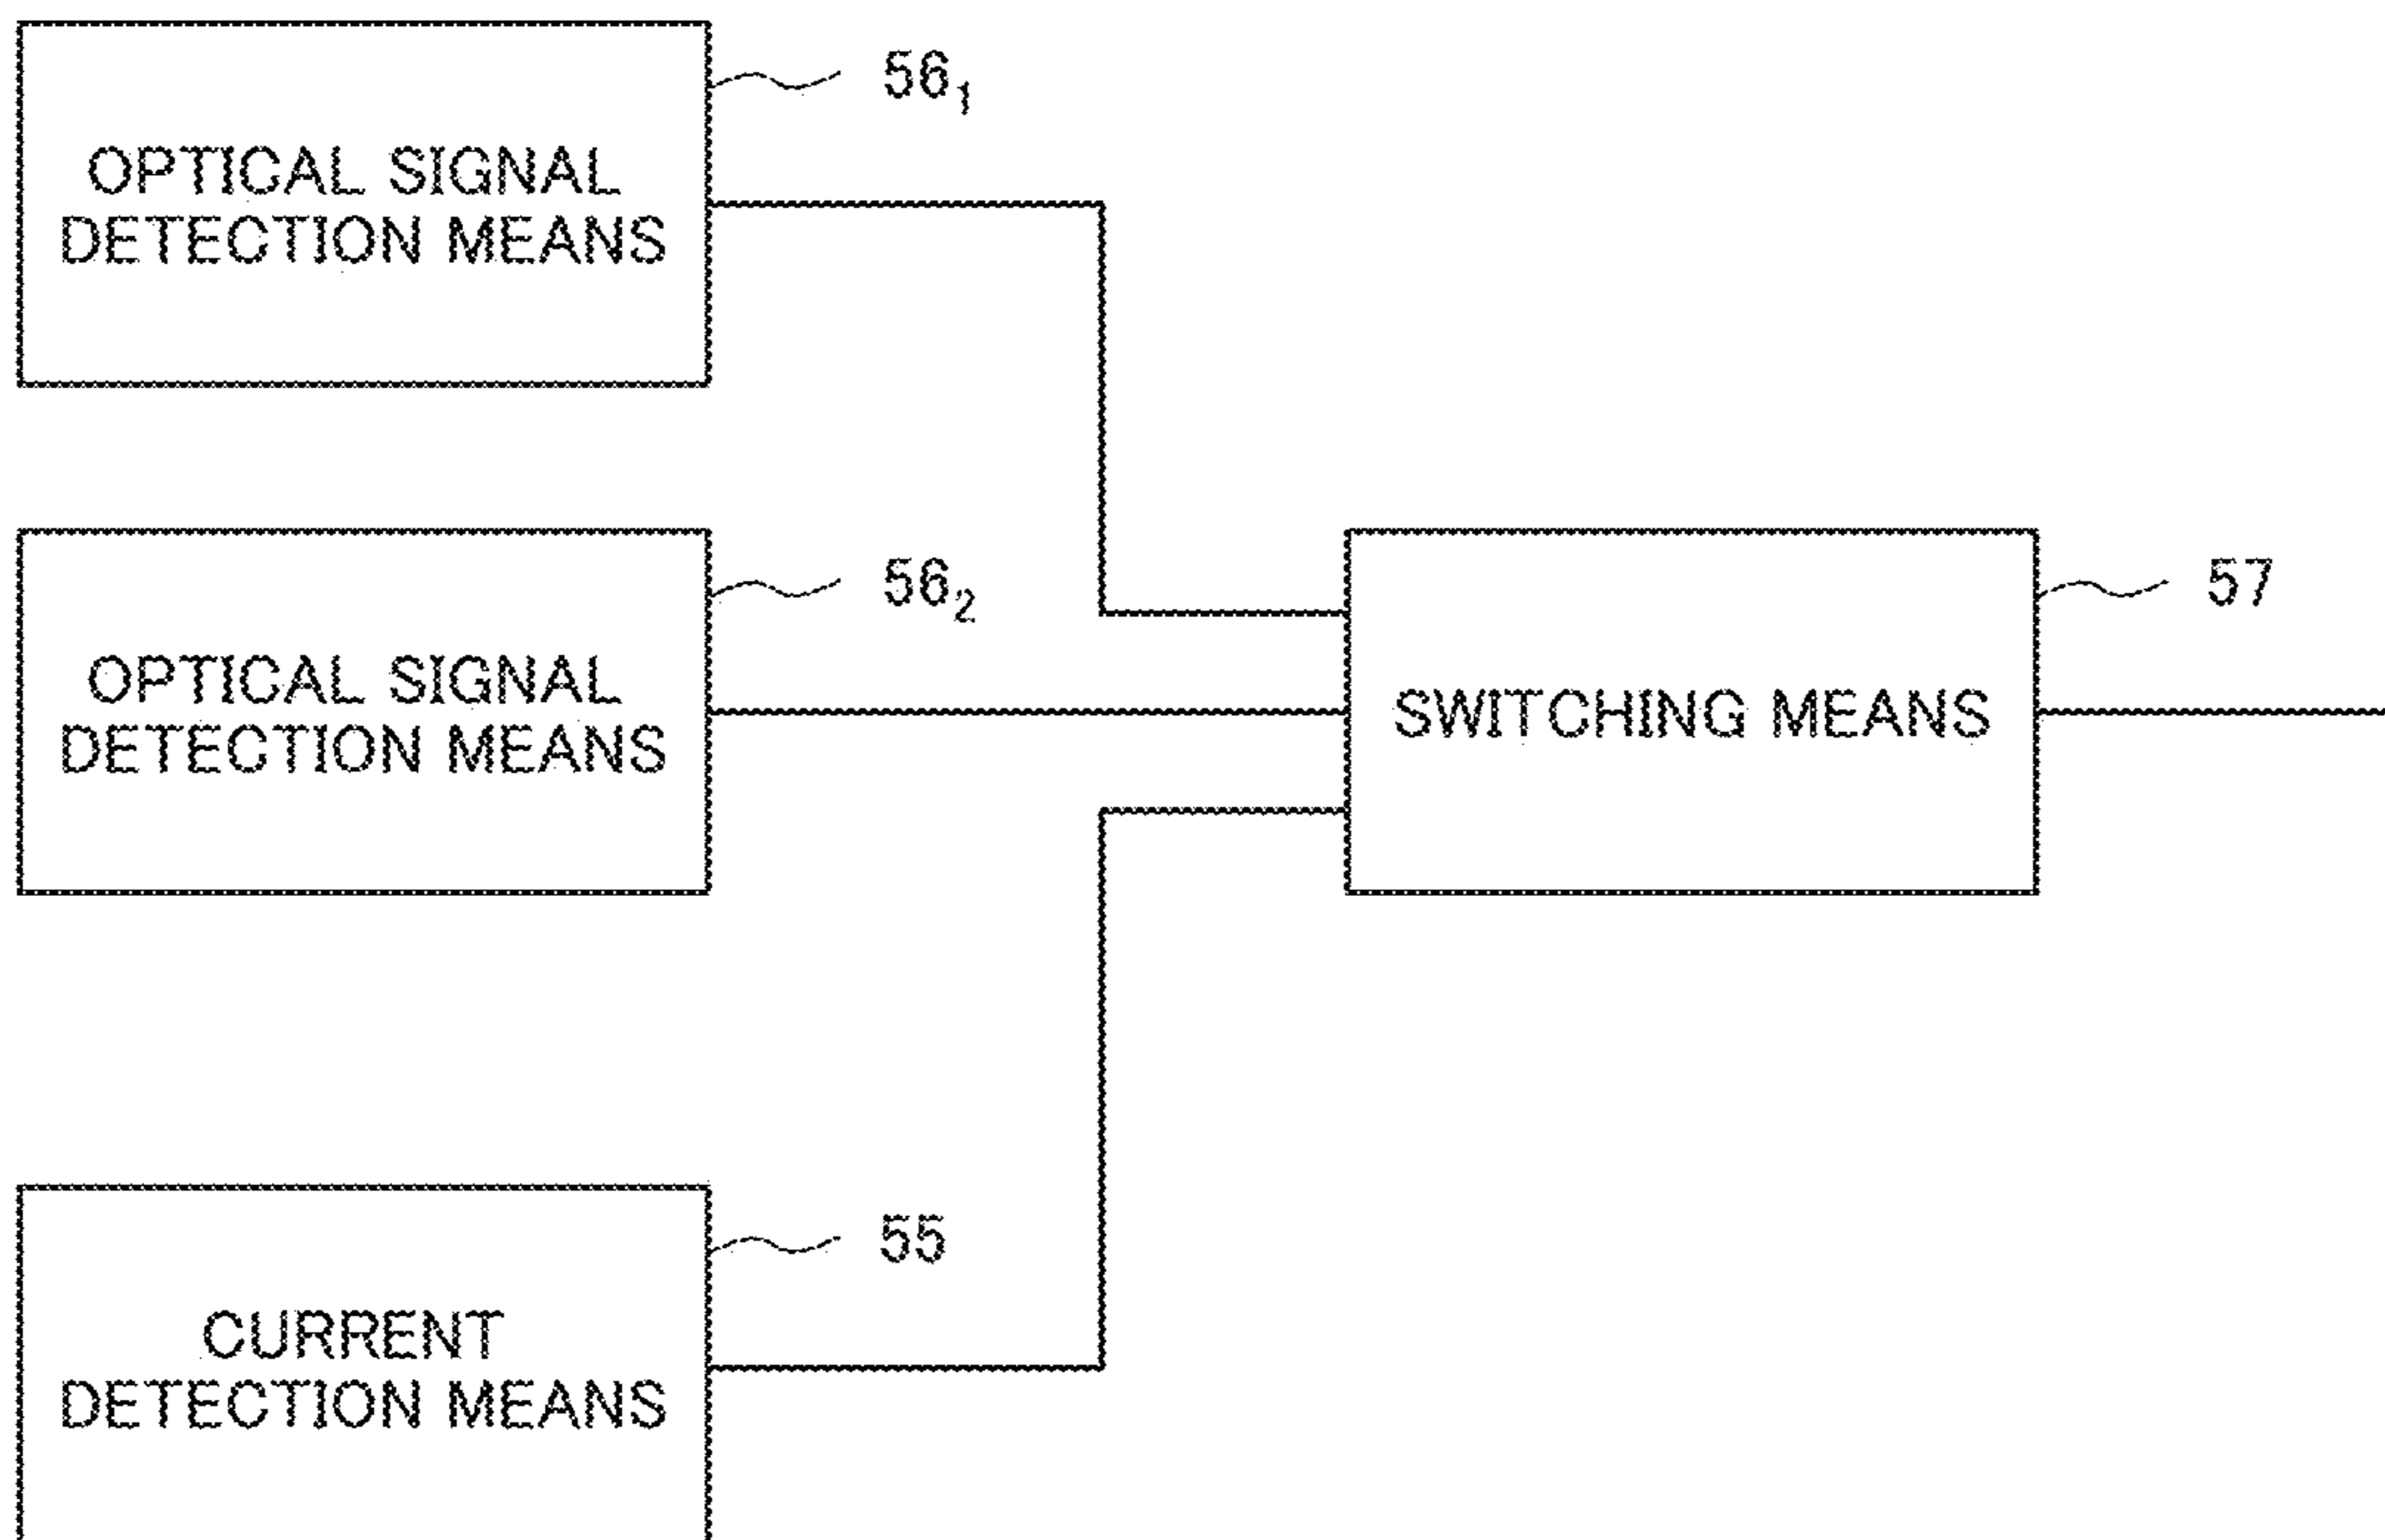 56₁
OPTICAL SIGNAL
DETECTION MEANS
56₂
OPTICAL SIGNAL
DETECTION MEANS
57
SWITCHING MEANS
55
CURRENT
DETECTION MEANS